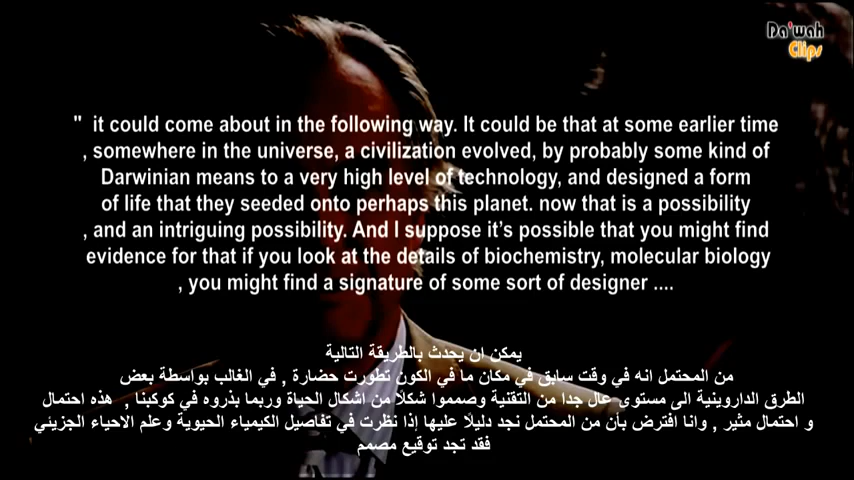 Da'wah
Clips
" it could come about in the following way. It could be that at some earlier time
, somewhere in the universe, a civilization evolved, by probably some kind of
Darwinian means to a very high level of technology, and designed a form
of life that they seeded onto perhaps this planet. now that is a possibility
, and an intriguing possibility. And I suppose it's possible that you might find
evidence for that if you look at the details of biochemistry, molecular biology
, you might find a signature of some sort of designer ....
يمكن ان يحدث بالطريقة التالية
من المحتمل انه في وقت سابق في مكان ما في الكون تطورت حضارة , في الغالب بواسطة بعض
الطرق الداروينية الى مستوى عال جدا من التقنية وصمموا شكلاً من اشكال الحياة وربما بذروه في كوكبنا , هذه احتمال
و احتمال مثير , وانا افترض بأن من المحتمل نجد دليلاً عليها إذا نظرت في تفاصيل الكيمياء الحيوية وعلم الاحياء الجزيئي
فقد تجد توقيع مصمم